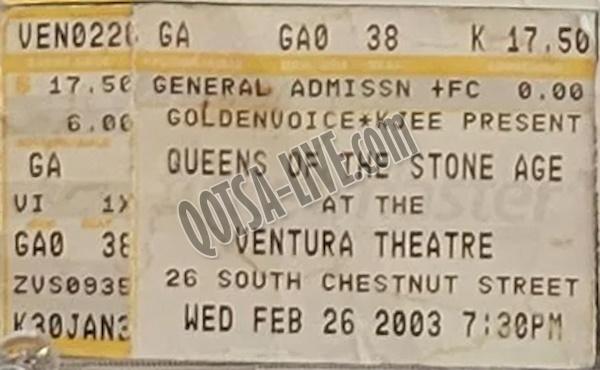 VEN0220 GA GA0 38 K 17.50
17.50 GENERAL ADMISSN +FC 0.00
6.00 GOLDENVOICE*KJEE PRESENT
GA QUEENS OF THE STONE AGE
VI 1X AT THE
GA0 38 VENTURA THEATRE
ZVS0935 26 SOUTH CHESTNUT STREET
K30JAN3 WED FEB 26 2003 7:30PM
QOTSA-LIVE.com